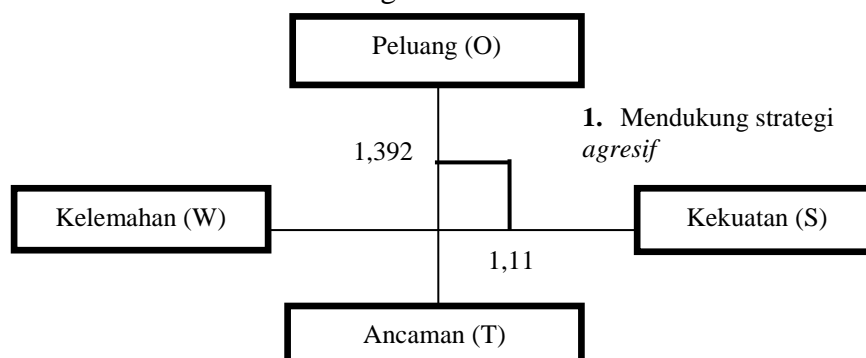 Peluang (O)
1. Mendukung strategi
agresif
1,392
Kelemahan (W)
Kekuatan (S)
1,11
Ancaman (T)